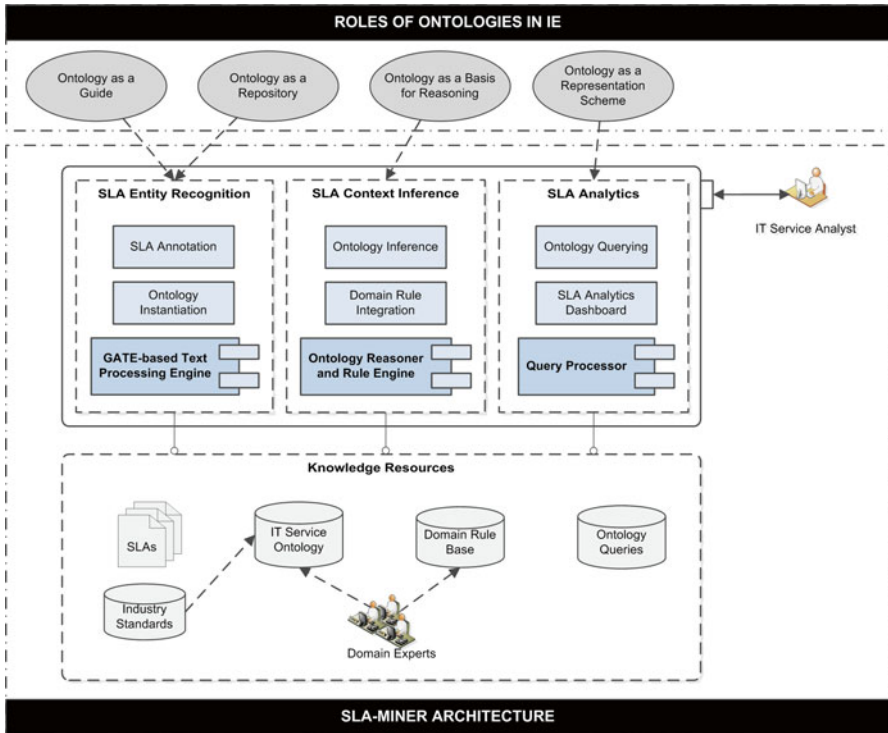 ROLES OF ONTOLOGIES IN IE
Ontology as a
Guide
Ontology as a
Repository
Ontology as a Basis
for Reasoning
Ontology as a
Representation
Scheme
SLA Entity Recognition
SLA Annotation
Ontology
Instantiation
GATE-based Text
Processing Engine
SLA Context Inference
Ontology Inference
Domain Rule
Integration
Ontology Reasoner
and Rule Engine
SLA Analytics
Ontology Querying
SLA Analytics
Dashboard
Query Processor
IT Service Analyst
Knowledge Resources
SLAs
IT Service
Ontology
Domain Rule
Base
Ontology
Queries
Industry
Standards
Domain Experts
SLA-MINER ARCHITECTURE